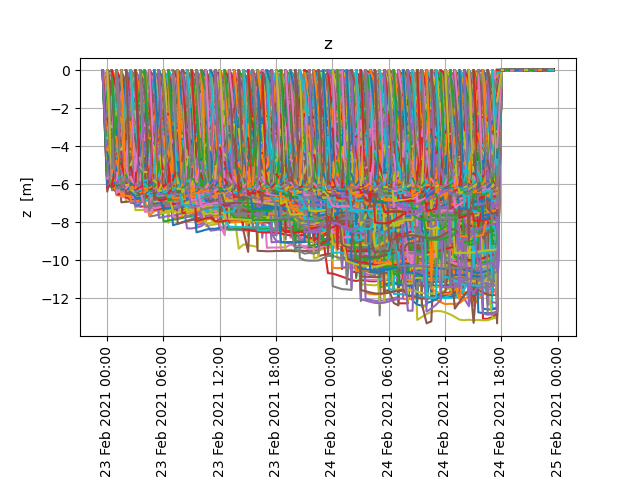 z
z [m]
0
−2
−4
−6
−8
−10
−12
23 Feb 2021 00:00
23 Feb 2021 06:00
23 Feb 2021 12:00
23 Feb 2021 18:00
24 Feb 2021 00:00
24 Feb 2021 06:00
24 Feb 2021 12:00
24 Feb 2021 18:00
25 Feb 2021 00:00